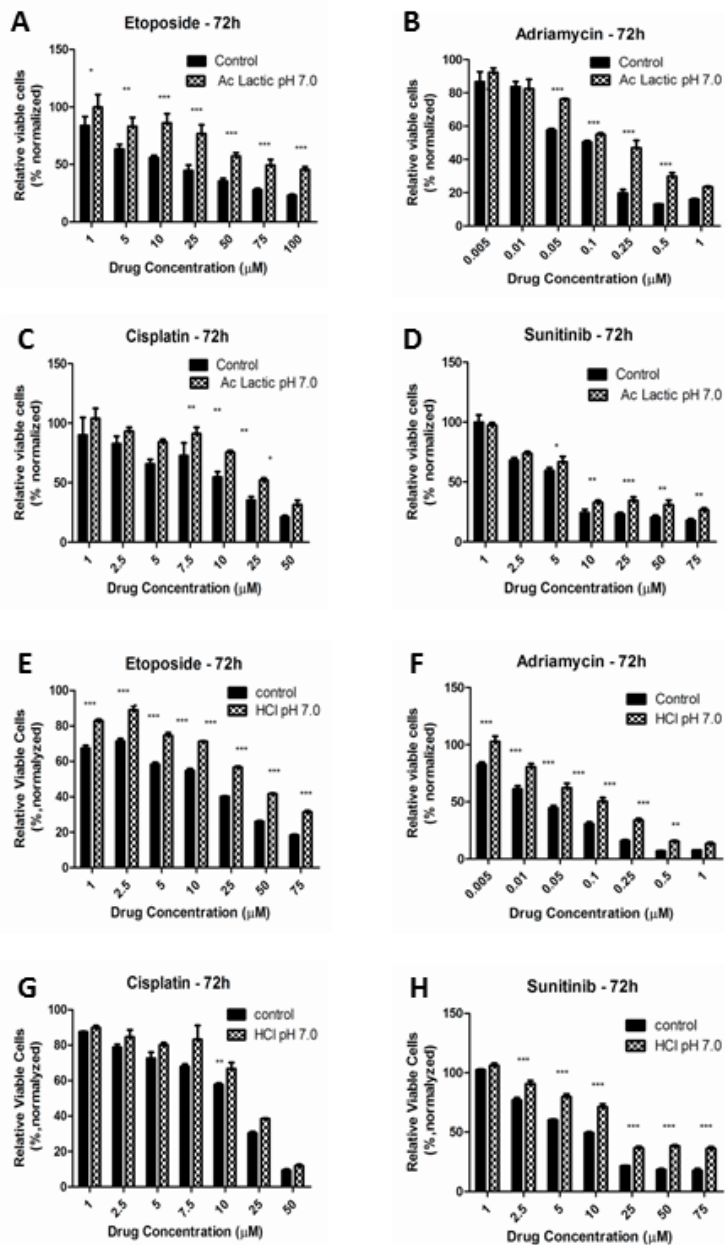 A
Etoposide - 72h
Control
Ac Lactic pH 7.0
Relative viable cells
(% normalized)
150
100
50
0
* ** *** *** *** *** ***
1 5 10 25 50 75 100
Drug Concentration (μM)
B
Adriamycin - 72h
Control
Ac Lactic pH 7.0
Relative viable cells
(% normalized)
100
80
60
40
20
0
*** *** *** ***
0.005 0.01 0.05 0.1 0.25 0.5 1
Drug Concentration (μM)
C
Cisplatin - 72h
Control
Ac Lactic pH 7.0
Relative viable cells
(% normalized)
150
100
50
0
** ** ** *
1 2.5 5 7.5 10 25 50
Drug Concentration (μM)
D
Sunitinib - 72h
Control
Ac Lactic pH 7.0
Relative viable cells
(% normalized)
150
100
50
0
* ** *** ** **
1 2.5 5 10 25 50 75
Drug Concentration (μM)
E
Etoposide - 72h
control
HCl pH 7.0
Relative Viable Cells
(%,normalyzed)
100
80
60
40
20
0
*** *** *** *** *** *** *** ***
1 2.5 5 10 25 50 75
Drug Concentration (μM)
F
Adriamycin - 72h
Control
HCl pH 7.0
Relative viable cells
(% normalized)
150
100
50
0
*** *** *** *** *** **
0.005 0.01 0.05 0.1 0.25 0.5 1
Drug Concentration (μM)
G
Cisplatin - 72h
control
HCl pH 7.0
Relative Viable Cells
(%,normalyzed)
100
80
60
40
20
0
**
1 2.5 5 7.5 10 25 50
Drug Concentration (μM)
H
Sunitinib - 72h
control
HCl pH 7.0
Relative Viable Cells
(%,normalyzed)
150
100
50
0
*** *** *** *** *** ***
1 2.5 5 10 25 50 75
Drug Concentration (μM)